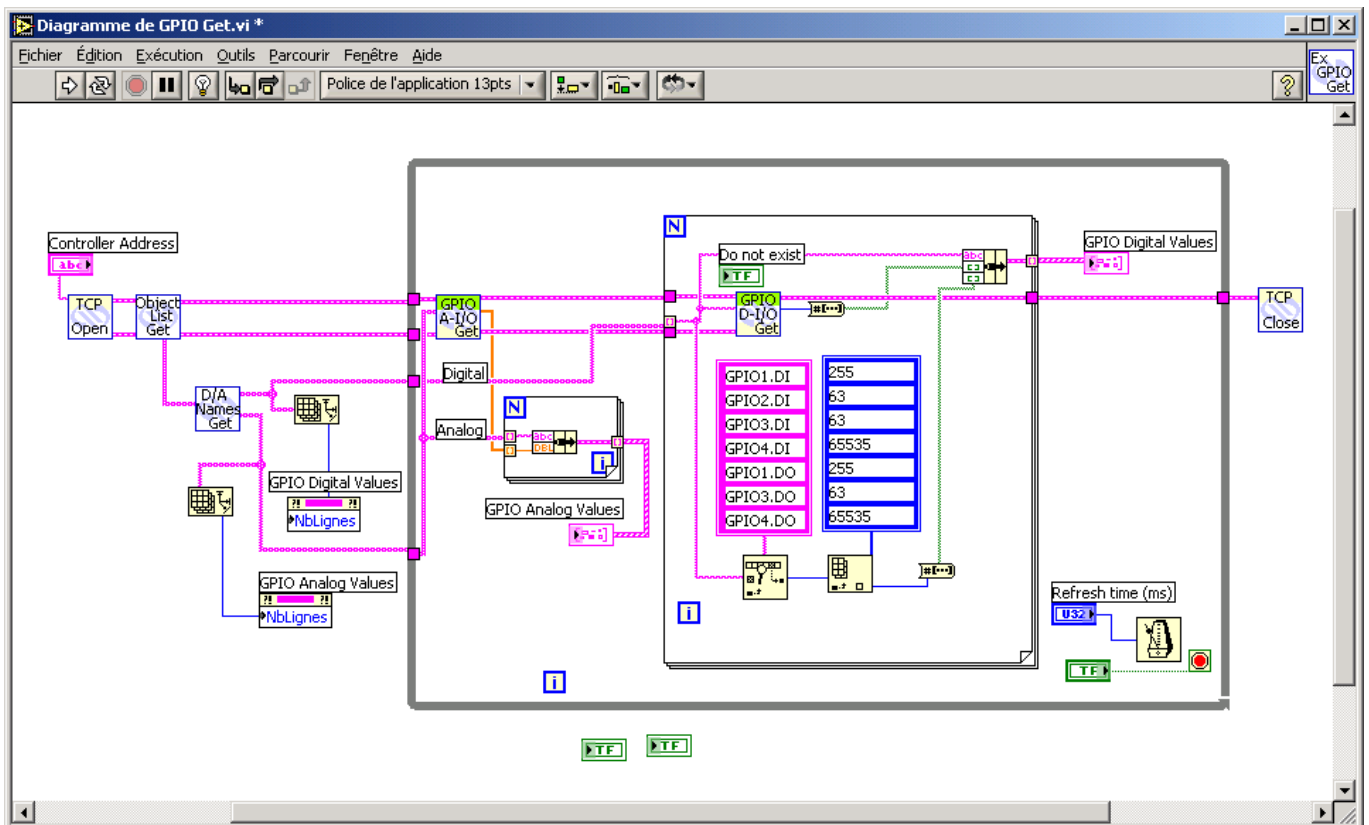 Diagramme de GPIO Get.vi *
Fichier Édition Exécution Outils Parcourir Fenêtre Aide
Police de l'application 13pts
?
Ex
GPIO
Get
Controller Address
abc
TCP
Open
Object
List
Get
D/A
Names
Get
GPIO Digital Values
NbLignes
GPIO Analog Values
NbLignes
GPIO
A-I/O
Get
Digital
Analog
N
abc
DBL
i
GPIO Analog Values
N
Do not exist
TF
GPIO
D-I/O
Get
abc
GPIO1.DI
GPIO2.DI
GPIO3.DI
GPIO4.DI
GPIO1.DO
GPIO3.DO
GPIO4.DO
255
63
63
65535
255
63
65535
i
GPIO Digital Values
TCP
Close
Refresh time (ms)
U32
TF
i
TF
TF